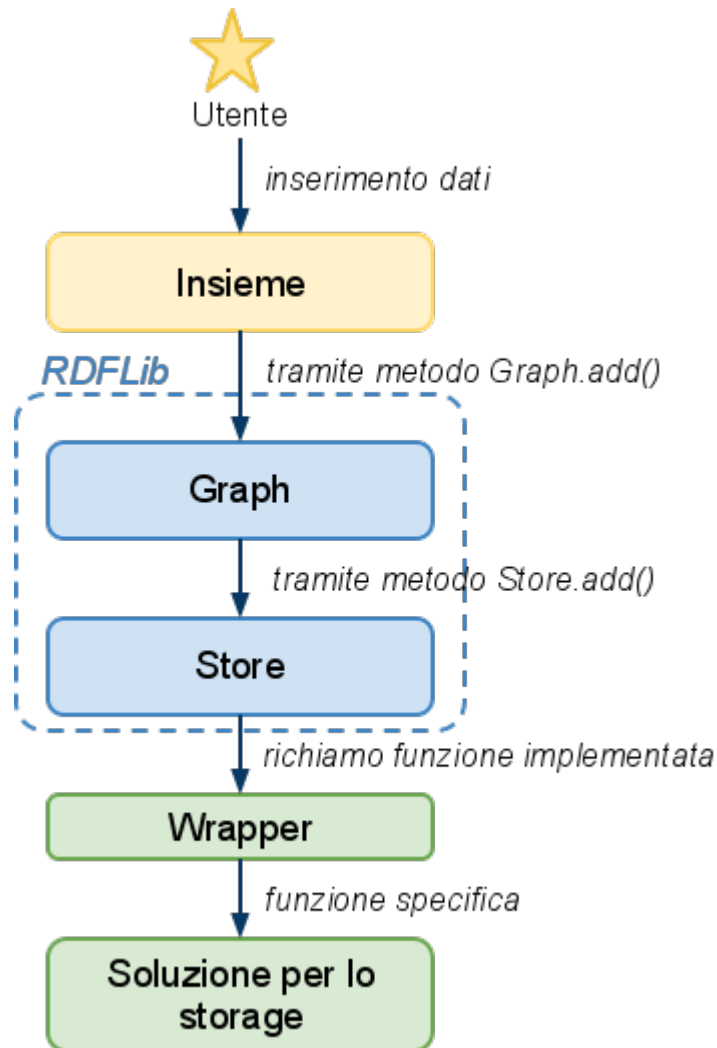 Utente
inserimento dati
Insieme
RDFLib
tramite metodo Graph.add()
Graph
tramite metodo Store.add()
Store
richiamo funzione implementata
Wrapper
funzione specifica
Soluzione per lo
storage